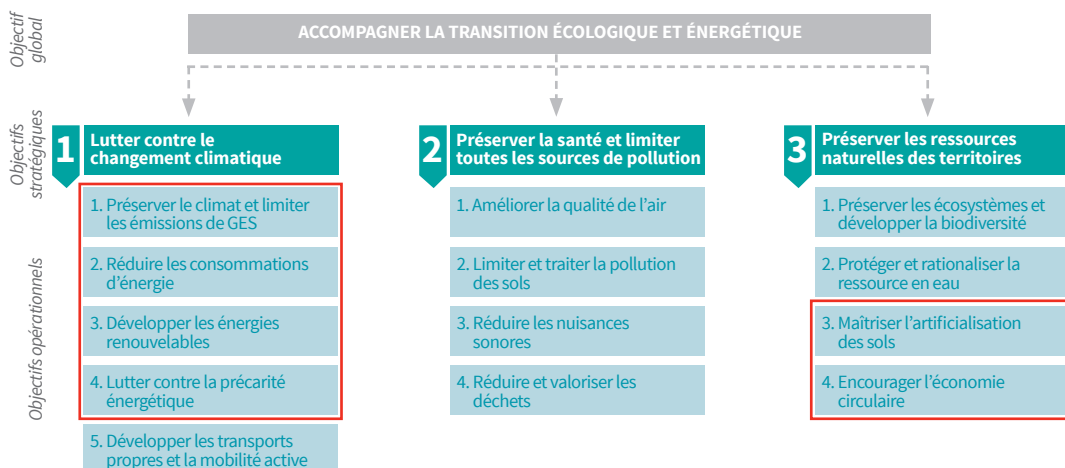 Objectif
global
ACCOMPAGNER LA TRANSITION ÉCOLOGIQUE ET ÉNERGÉTIQUE
Objectifs
stratégiques
1
Lutter contre le
changement climatique
2
Préserver la santé et limiter
toutes les sources de pollution
3
Préserver les ressources
naturelles des territoires
Objectifs opérationnels
1. Préserver le climat et limiter
les émissions de GES
2. Réduire les consommations
d’énergie
3. Développer les énergies
renouvelables
4. Lutter contre la précarité
énergétique
5. Développer les transports
propres et la mobilité active
1. Améliorer la qualité de l’air
2. Limiter et traiter la pollution
des sols
3. Réduire les nuisances
sonores
4. Réduire et valoriser les
déchets
1. Préserver les écosystèmes et
développer la biodiversité
2. Protéger et rationaliser la
ressource en eau
3. Maîtriser l’artificialisation
des sols
4. Encourager l’économie
circulaire